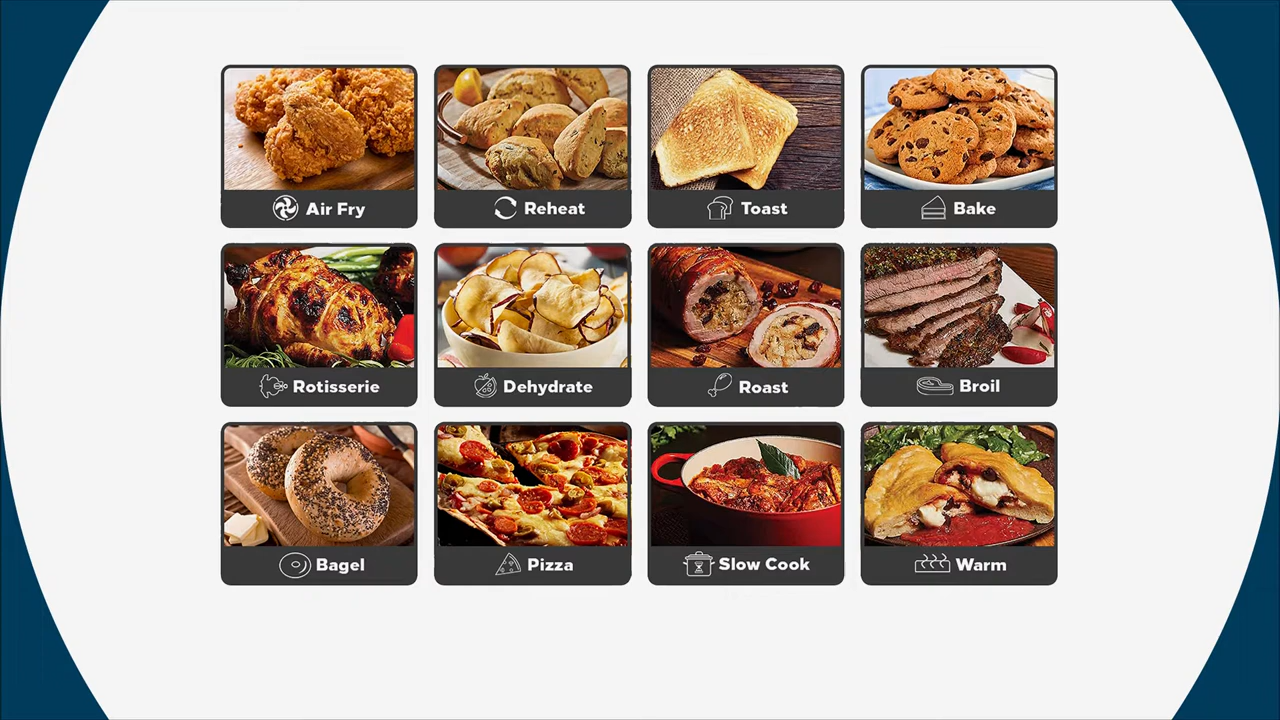 Air Fry
Reheat
Toast
Bake
Rotisserie
Dehydrate
Roast
Broil
Bagel
Pizza
Slow Cook
Warm